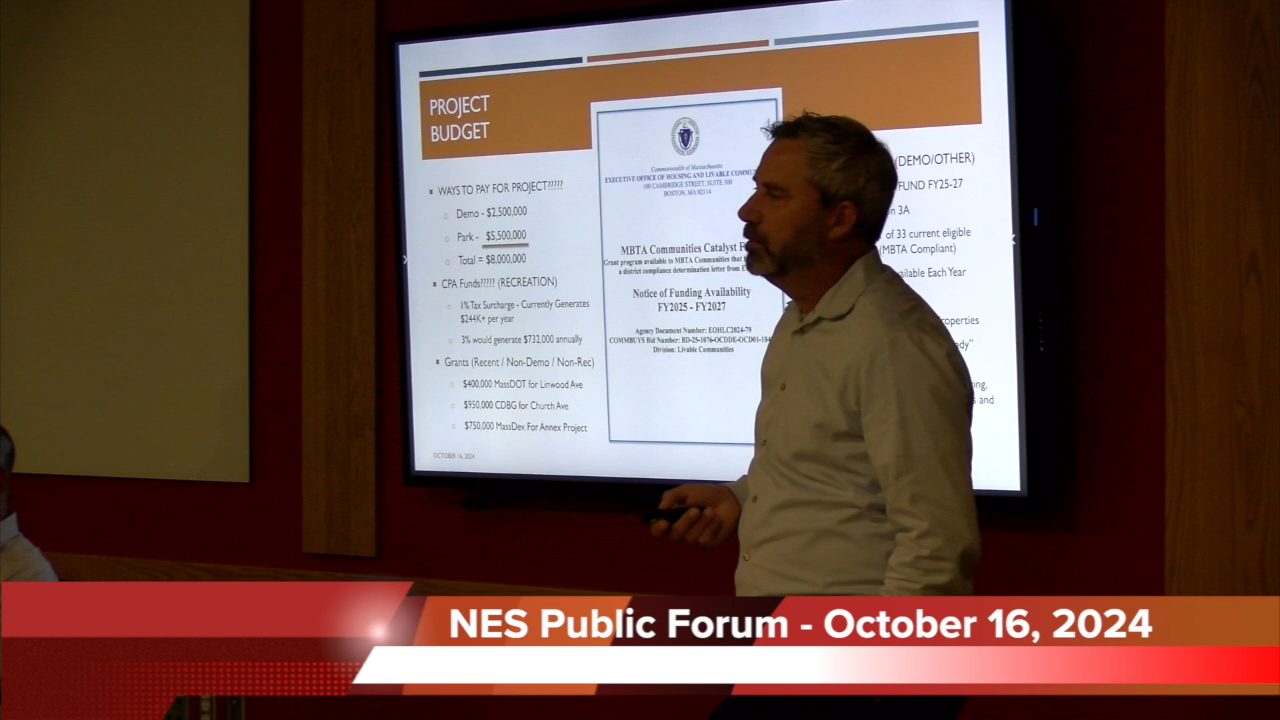 PROJECT
BUDGET
WAYS TO PAY FOR PROJECT?????
Demo - $2,500,000
Park - $5,500,000
Total = $8,000,000
CPA Funds????? (RECREATION)
1% Tax Surcharge - Currently Generates
$244K+ per year
3% would generate $732,000 annually
Grants (Recent / Non-Demo / Non-Rec)
$400,000 MassDOT for Linwood Ave
$950,000 CDBG for Church Ave
$750,000 MassDev. For Annex Project
OCTOBER 16, 2024
Commonwealth of Massachusetts
EXECUTIVE OFFICE OF HOUSING AND LIVABLE COMMU
100 CAMBRIDGE STREET, SUITE 300
BOSTON, MA 02114
MBTA Communities Catalyst F
Grant program available to MBTA Communities that
a district compliance determination letter from E
Notice of Funding Availability
FY2025 - FY2027
Agency Document Number: EOHLC2024-79
COMMBUYS Bid Number: BD-25-1076-OCDDE-OCD01-104
Division: Livable Communities
(DEMO/OTHER)
FUND FY25-27
on 3A
of 33 current eligible
(MBTA Compliant)
ailable Each Year
operties
ady"
ing,
s and
NES Public Forum - October 16, 2024